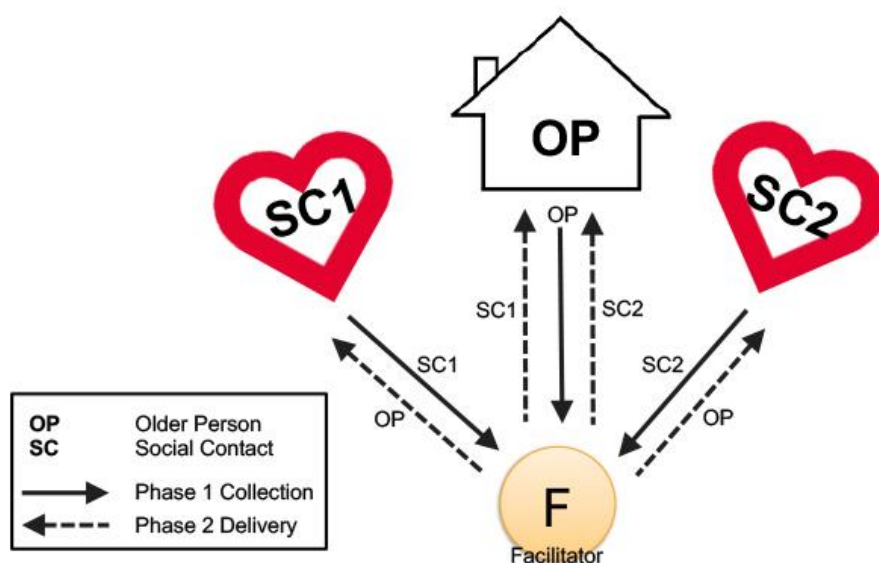 OP
SC1
SC2
OP
SC1
SC2
SC1
SC2
OP
OP
OP Older Person
SC Social Contact
Phase 1 Collection
Phase 2 Delivery
F
Facilitator